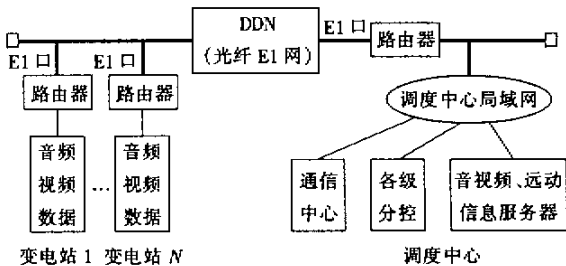 DDN
(光纤 E1 网)
E1 口
路由器
E1 口
E1 口
路由器
路由器
调度中心局域网
音频
视频
数据
…
音频
视频
数据
通信
中心
各级
分控
音视频、远动
信息服务器
变电站 1
变电站 N
调度中心